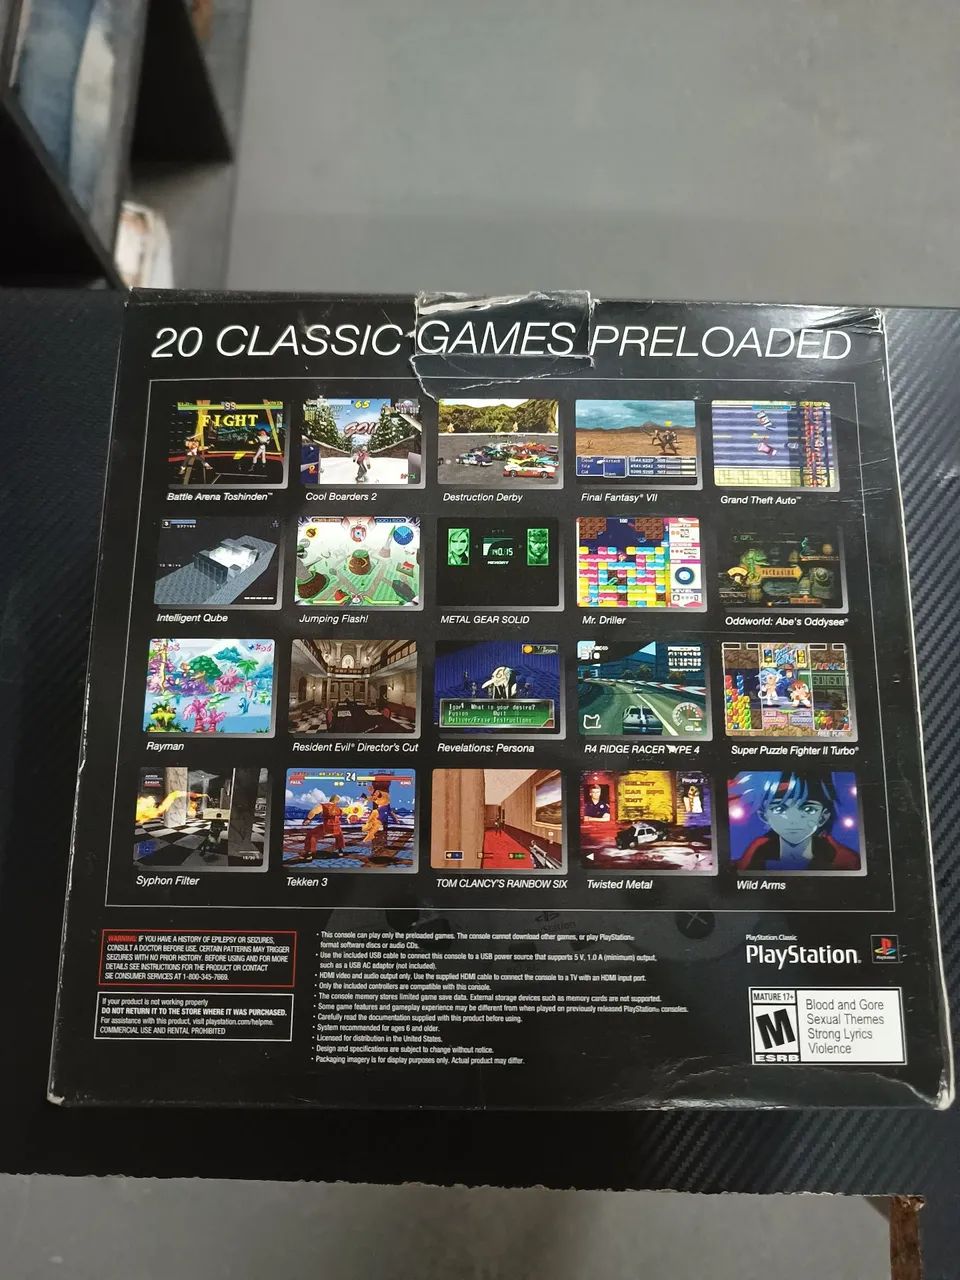 20 CLASSIC GAMES PRELOADED
FIGHT
Battle Arena Toshinden™
Cool Boarders 2
Destruction Derby
Final Fantasy® VII
Grand Theft Auto™
Intelligent Qube
Jumping Flash!
140.15
MEMORY
METAL GEAR SOLID
Mr. Driller
Oddworld: Abe's Oddysee®
Rayman
Resident Evil® Director's Cut
Igor What is your desire?
Fusion Quit
Revelations: Persona
R4 RIDGE RACER TYPE 4
FREE PLAY
Super Puzzle Fighter II Turbo®
Syphon Filter
24
PAUL
Tekken 3
TOM CLANCY'S RAINBOW SIX
Twisted Metal
Wild Arms
WARNING: IF YOU HAVE A HISTORY OF EPILEPSY OR SEIZURES,
CONSULT A DOCTOR BEFORE USE. CERTAIN PATTERNS MAY TRIGGER
SEIZURES WITH NO PRIOR HISTORY. BEFORE USING AND FOR MORE
DETAILS SEE INSTRUCTIONS FOR THE PRODUCT OR CONTACT
SIE CONSUMER SERVICES AT 1-800-345-7669.
If your product is not working properly
DO NOT RETURN IT TO THE STORE WHERE IT WAS PURCHASED.
For assistance with this product, visit playstation.com/helpme.
COMMERCIAL USE AND RENTAL PROHIBITED
• This console can play only the preloaded games. The console cannot download other games, or play PlayStation®
format software discs or audio CDs.
• Use the included USB cable to connect this console to a USB power source that supports 5 V, 1.0 A (minimum) output,
such as a USB AC adaptor (not included).
• HDMI video and audio output only. Use the supplied HDMI cable to connect the console to a TV with an HDMI input port.
• Only the included controllers are compatible with this console.
• The console memory stores limited game save data. External storage devices such as memory cards are not supported.
• Some game features and gameplay experience may be different from when played on previously released PlayStation® consoles.
• Carefully read the documentation supplied with this product before using.
• System recommended for ages 6 and older.
• Licensed for distribution in the United States.
• Design and specifications are subject to change without notice.
• Packaging imagery is for display purposes only. Actual product may differ.
PlayStation.Classic
PlayStation.
MATURE 17+
M
ESRB
Blood and Gore
Sexual Themes
Strong Lyrics
Violence